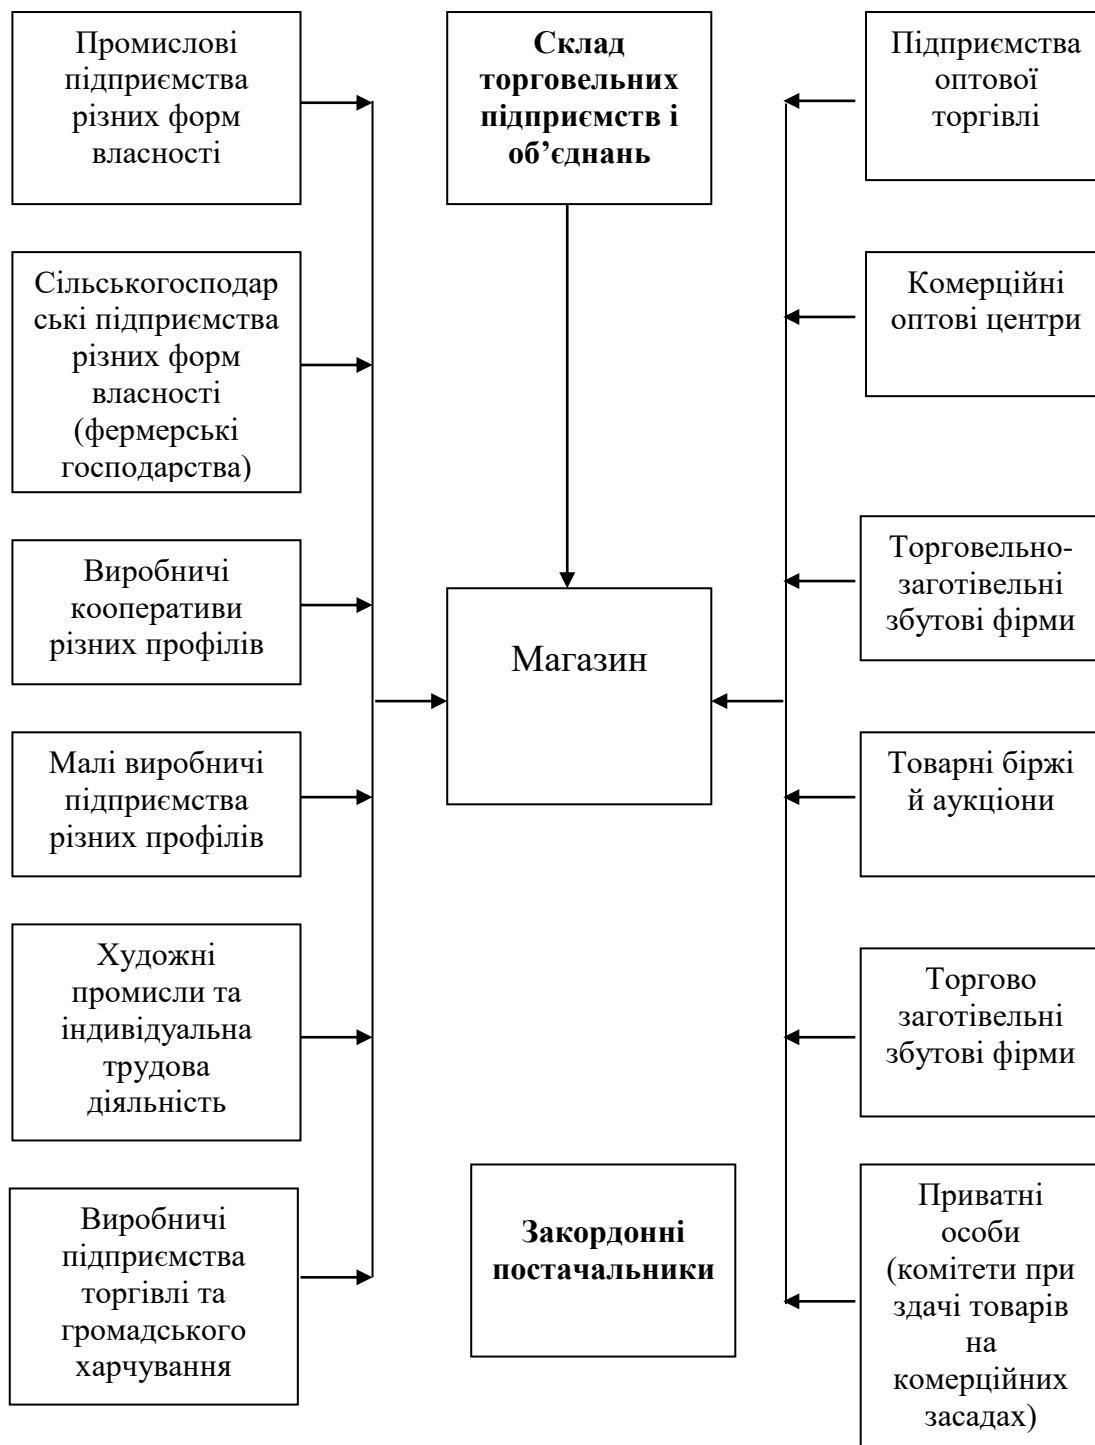 Промислові
підприємства
різних форм
власності
Склад
торговельних
підприємств і
об’єднань
Підприємства
оптової
торгівлі
Сільськогосподар
ські підприємства
різних форм
власності
(фермерські
господарства)
Комерційні
оптові центри
Виробничі
кооперативи
різних профілів
Магазин
Торговельно-
заготівельні
збутові фірми
Малі виробничі
підприємства
різних профілів
Товарні біржі
й аукціони
Художні
промисли та
індивідуальна
трудова
діяльність
Торгово
заготівельні
збутові фірми
Виробничі
підприємства
торгівлі та
громадського
харчування
Закордонні
постачальники
Приватні
особи
(комітети при
здачі товарів
на
комерційних
засадах)